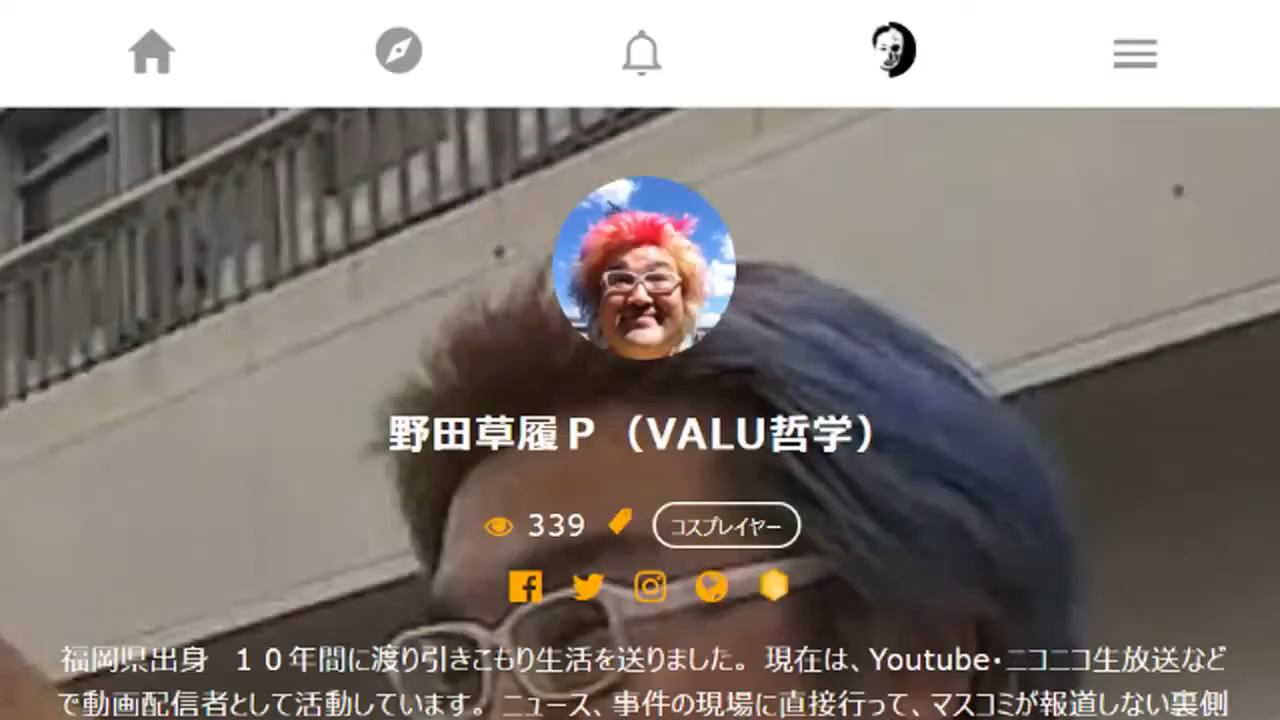 野田草履Ｐ（VALU哲学）
339 コスプレイヤー
福岡県出身　１０年間に渡り引きこもり生活を送りました。現在は、Youtube・ニコニコ生放送など
で動画配信者として活動しています。ニュース、事件の現場に直接行って、マスコミが報道しない裏側